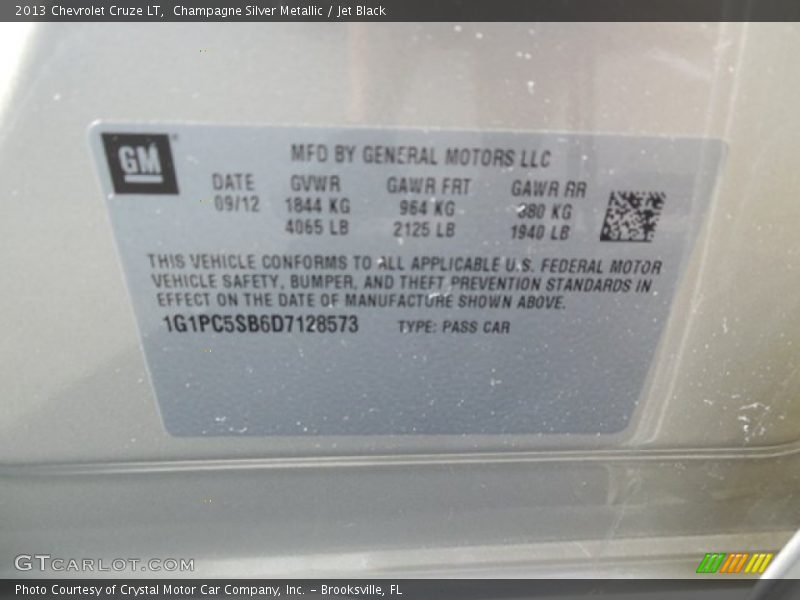 2013 Chevrolet Cruze LT, Champagne Silver Metallic / Jet Black
GM
MFD BY GENERAL MOTORS LLC
DATE GVWR GAWR FRT GAWR RR
09/12 1844 KG 964 KG 880 KG
4065 LB 2125 LB 1940 LB
THIS VEHICLE CONFORMS TO ALL APPLICABLE U.S. FEDERAL MOTOR
VEHICLE SAFETY, BUMPER, AND THEFT PREVENTION STANDARDS IN
EFFECT ON THE DATE OF MANUFACTURE SHOWN ABOVE.
1G1PC5SB6D7128573 TYPE: PASS CAR
GTCARLOT.COM
Photo Courtesy of Crystal Motor Car Company, Inc. – Brooksville, FL